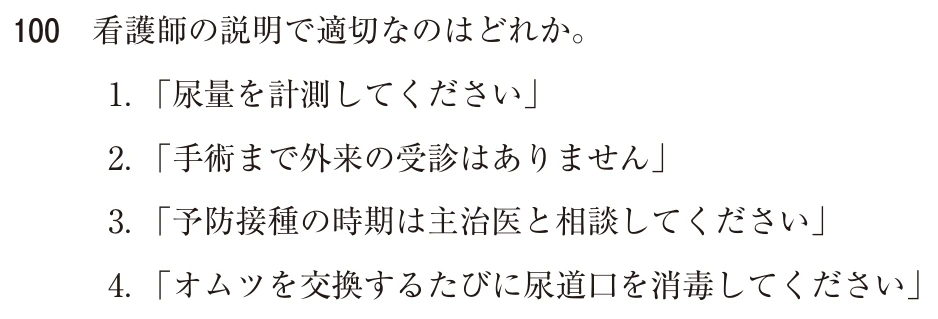 100 看護師の説明で適切なのはどれか。
1. 「尿量を計測してください」
2. 「手術まで外来の受診はありません」
3. 「予防接種の時期は主治医と相談してください」
4. 「オムツを交換するたびに尿道口を消毒してください」